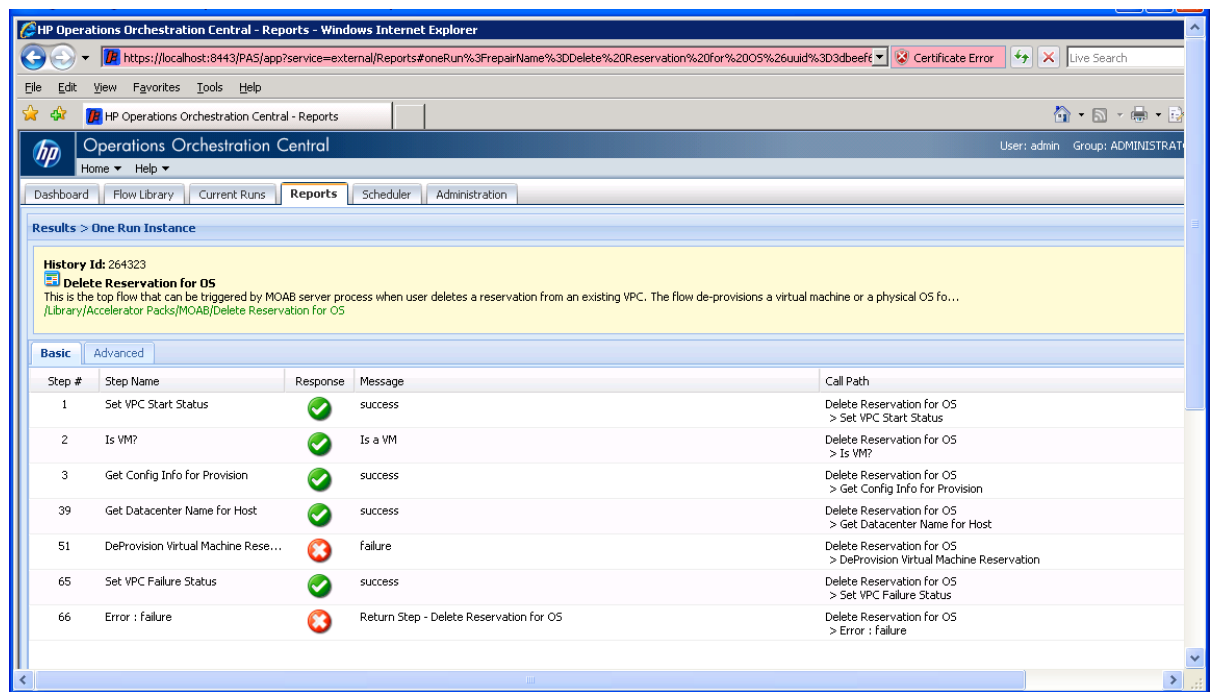 HP Operations Orchestration Central - Reports - Windows Internet Explorer
https://localhost:8443/PAS/app?service=external/Reports#oneRun%3FrepairName%3DDelete%20Reservation%20for%20OS%26uuid%3D3dbeef
Certificate Error
Live Search
File Edit View Favorites Tools Help
HP Operations Orchestration Central - Reports
hp
Operations Orchestration Central
User: admin Group: ADMINISTRAT
Home Help
Dashboard Flow Library Current Runs Reports Scheduler Administration
Results > One Run Instance
History Id: 264323
Delete Reservation for OS
This is the top flow that can be triggered by MOAB server process when user deletes a reservation from an existing VPC. The flow de-provisions a virtual machine or a physical OS fo...
/Library/Accelerator Packs/MOAB/Delete Reservation for OS
Basic Advanced
Step # Step Name Response Message Call Path
1 Set VPC Start Status success Delete Reservation for OS
> Set VPC Start Status
2 Is VM? Is a VM Delete Reservation for OS
> Is VM?
3 Get Config Info for Provision success Delete Reservation for OS
> Get Config Info for Provision
39 Get Datacenter Name for Host success Delete Reservation for OS
> Get Datacenter Name for Host
51 DeProvision Virtual Machine Rese... failure Delete Reservation for OS
> DeProvision Virtual Machine Reservation
65 Set VPC Failure Status success Delete Reservation for OS
> Set VPC Failure Status
66 Error : failure Return Step - Delete Reservation for OS Delete Reservation for OS
> Error : failure